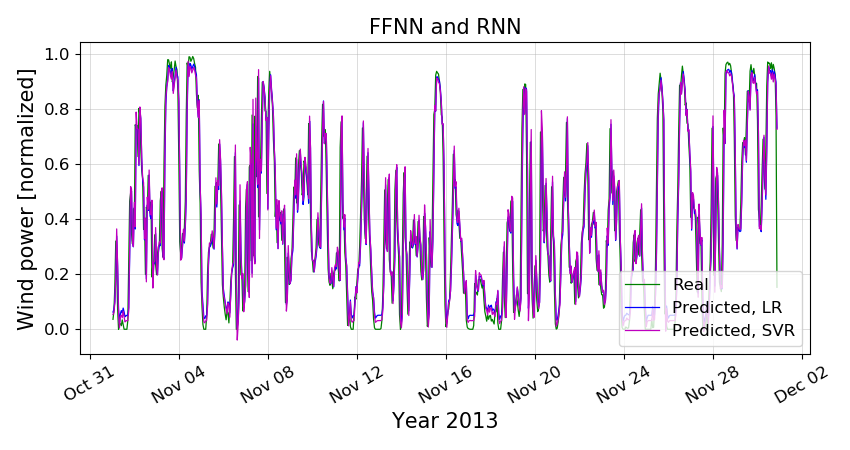 FFNN and RNN
Wind power [normalized]
1.0
0.8
0.6
0.4
0.2
0.0
Real
Predicted, LR
Predicted, SVR
Oct 31
Nov 04
Nov 08
Nov 12
Nov 16
Nov 20
Nov 24
Nov 28
Dec 02
Year 2013